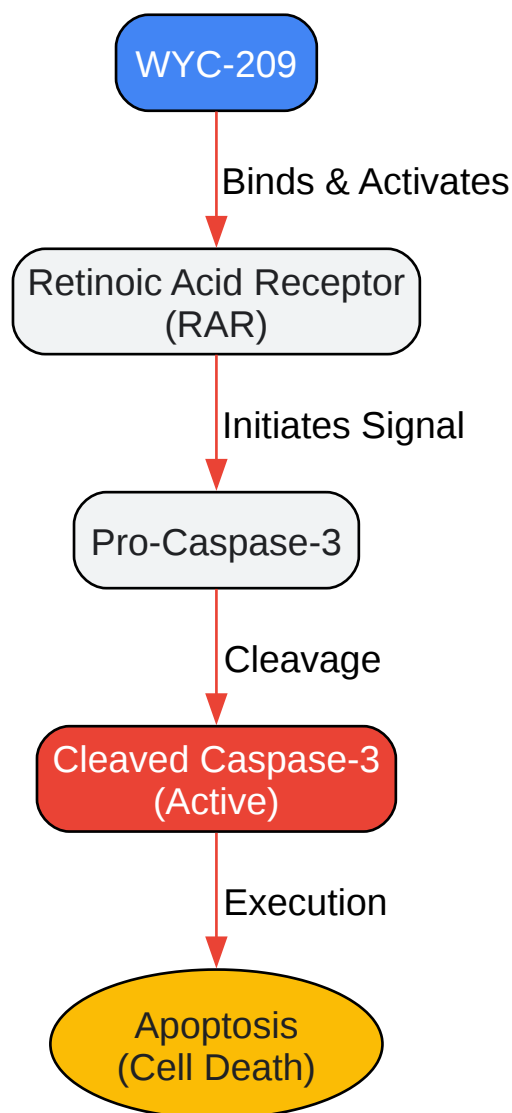 WYC-209
Binds & Activates
Retinoic Acid Receptor
(RAR)
Initiates Signal
Pro-Caspase-3
Cleavage
Cleaved Caspase-3
(Active)
Execution
Apoptosis
(Cell Death)